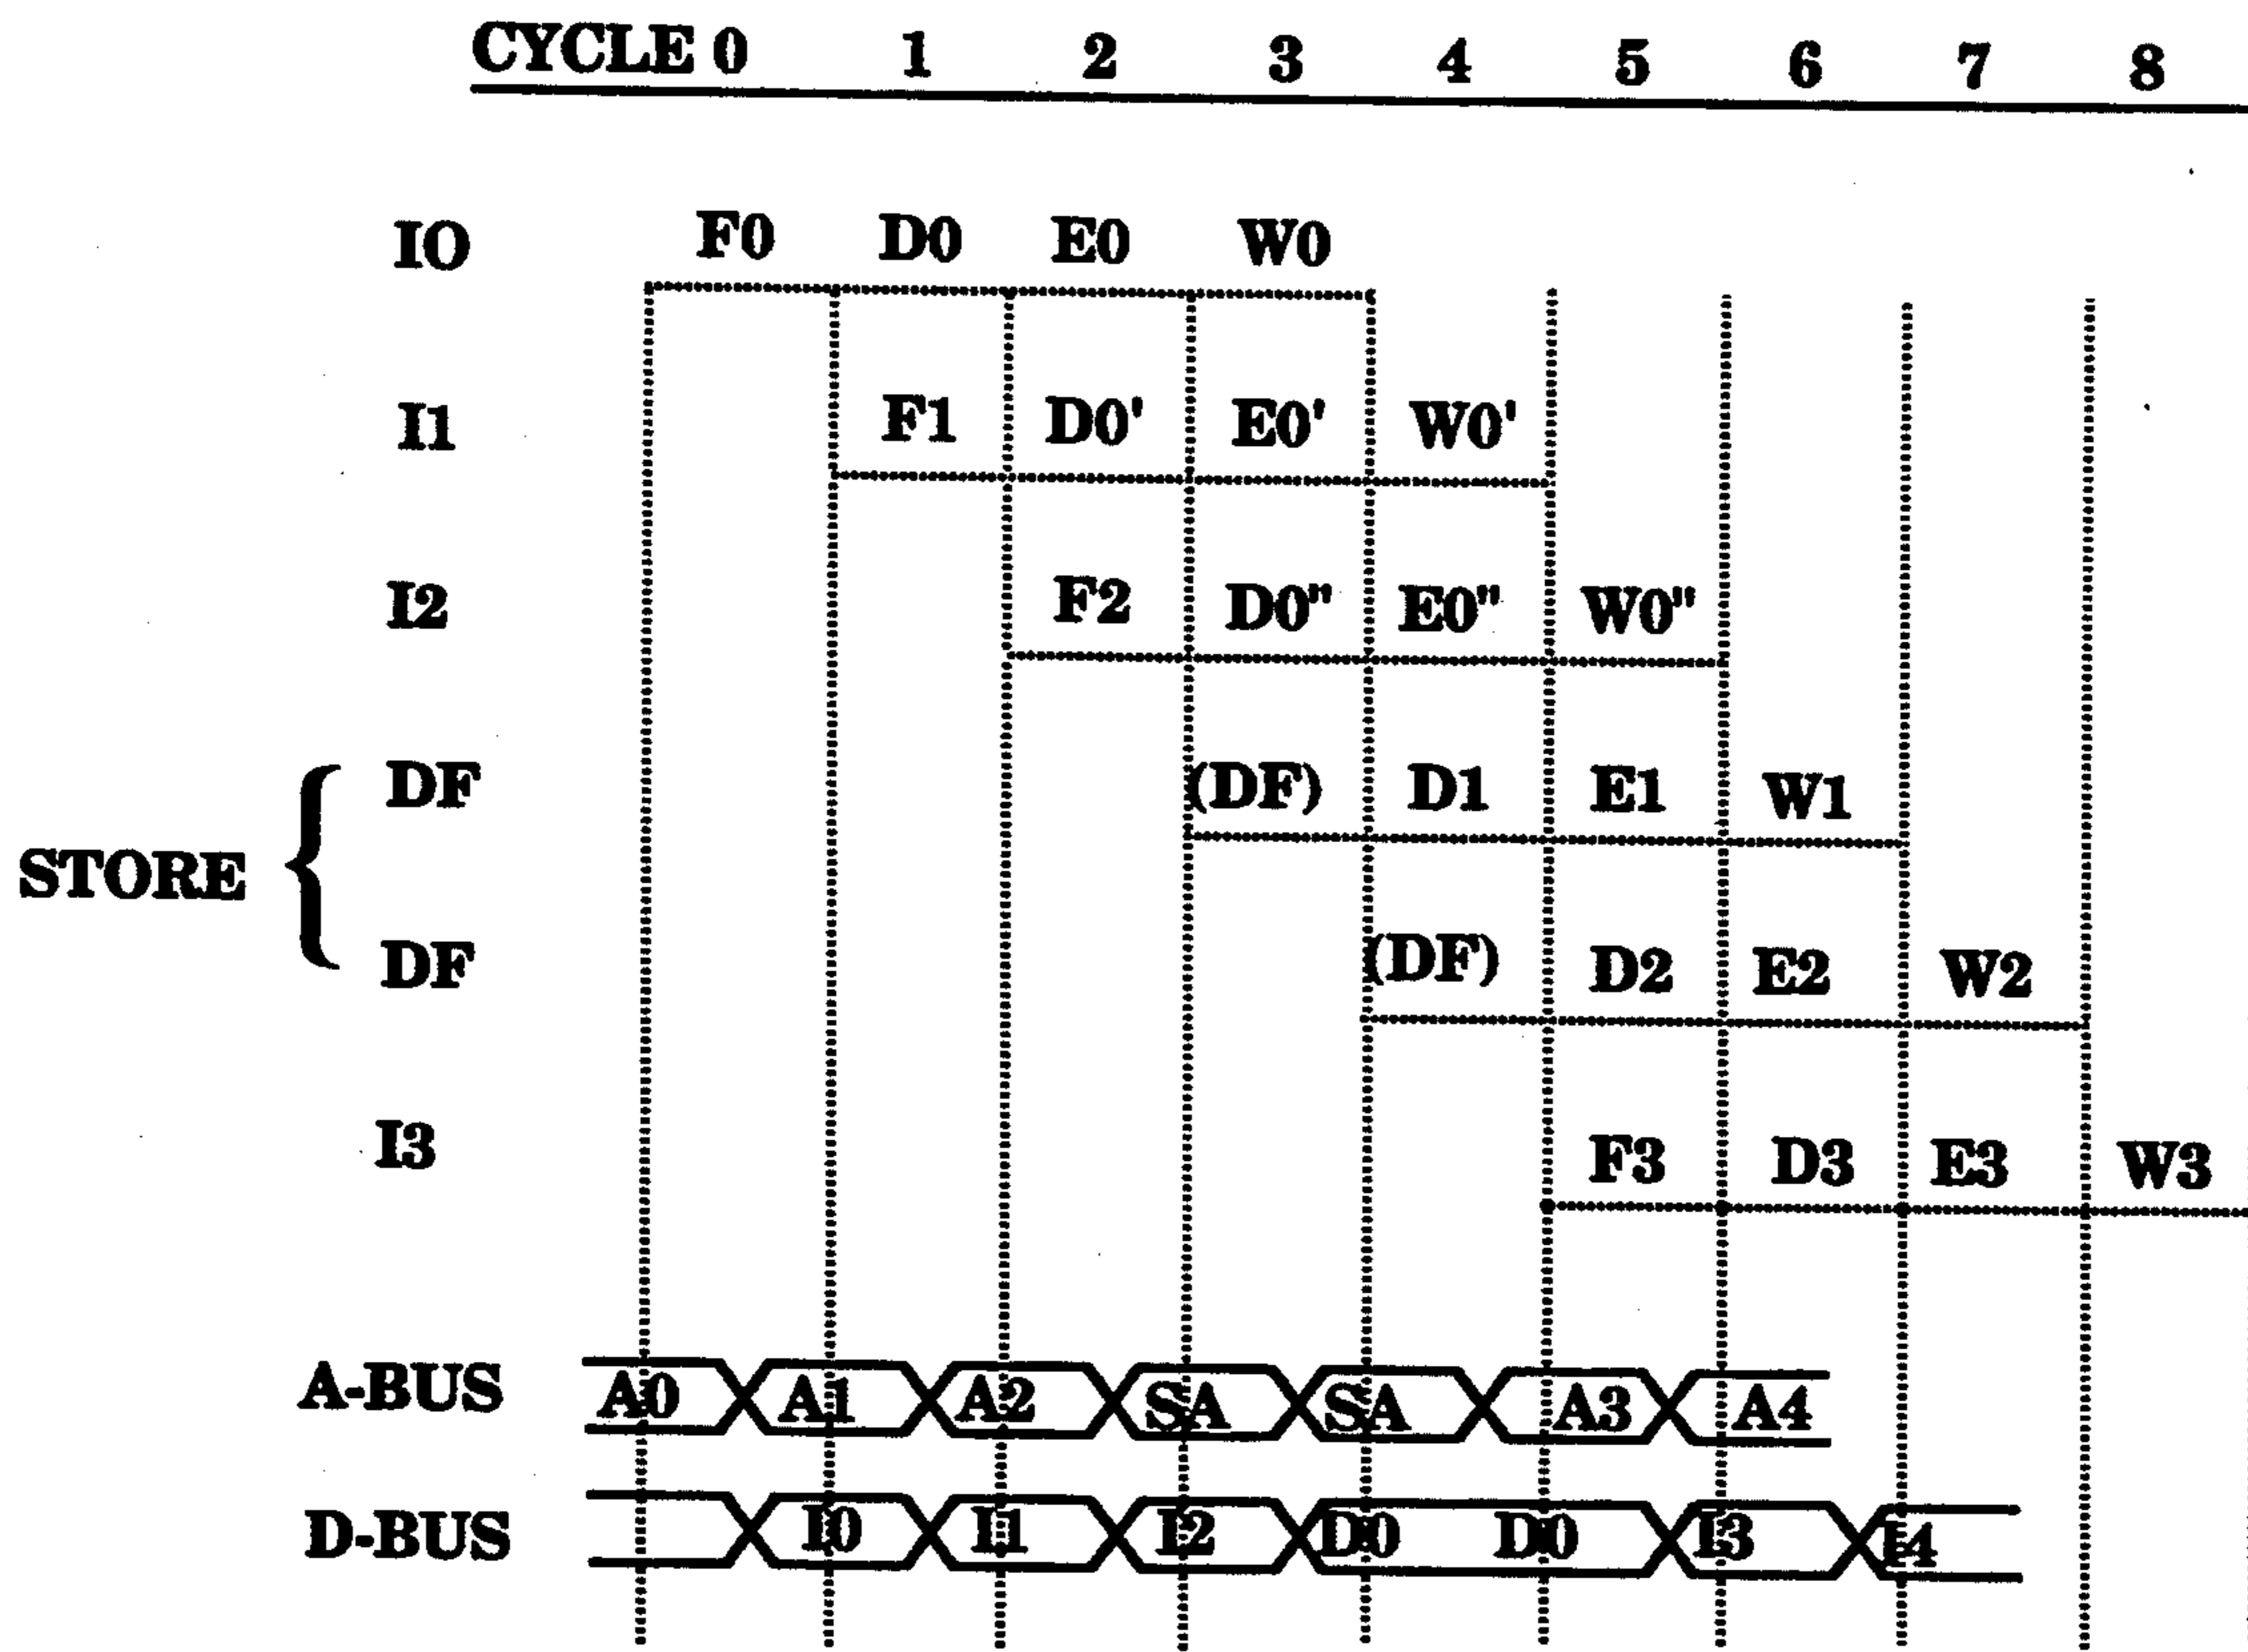 CYCLE 0 1 2 3 4 5 6 7 8
IO F0 D0 E0 W0
I1 F1 D0' E0' W0'
I2 F2 D0" E0" W0"
DF (DF) D1 E1 W1
STORE {
DF (DF) D2 E2 W2
I3 F3 D3 E3 W3
A-BUS A0 A1 A2 SA SA A3 A4
D-BUS I0 I1 I2 D0 D0 I3 I4